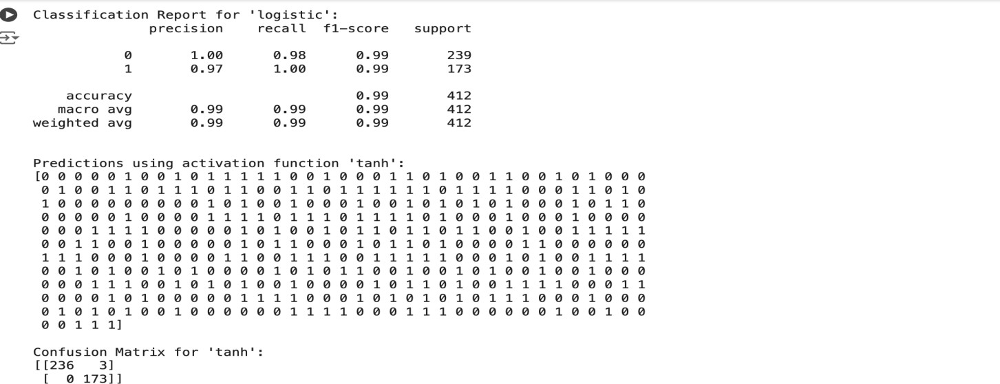 Classification Report for 'logistic':
precision recall f1-score support
0 1.00 0.98 0.99 239
1 0.97 1.00 0.99 173
accuracy 0.99 412
macro avg 0.99 0.99 0.99 412
weighted avg 0.99 0.99 0.99 412
Predictions using activation function 'tanh':
[0 0 0 0 0 1 0 0 1 0 1 1 1 1 1 0 0 1 0 0 0 1 1 0 1 0 0 1 1 0 0 1 0 1 0 0 0
0 1 0 0 1 1 0 1 1 1 0 1 1 0 0 1 1 0 1 1 1 1 1 1 0 1 1 1 1 0 0 0 1 1 0 1 0
1 0 0 0 0 0 0 0 0 0 1 0 1 0 0 1 0 0 0 1 0 0 1 0 1 0 1 0 1 0 0 0 1 0 1 1 0
0 0 0 0 0 1 0 0 0 0 1 1 1 1 0 1 1 1 0 1 1 1 1 0 1 0 0 0 1 0 0 0 1 0 0 0 0
0 0 0 1 1 1 1 0 0 0 0 0 1 0 1 0 0 1 0 1 1 0 1 1 0 1 1 0 0 1 0 0 1 1 1 1 1
0 0 1 1 0 0 1 0 0 0 0 0 1 0 1 1 0 0 0 1 0 1 1 0 1 0 0 0 0 1 1 0 0 0 0 0 0
1 1 1 0 0 0 1 0 0 0 0 1 1 0 0 1 1 1 0 0 1 1 1 1 1 0 0 0 1 0 1 0 0 1 1 1 1
0 0 1 0 1 0 0 1 0 1 0 0 0 0 1 0 1 0 1 1 0 0 1 0 0 1 0 1 0 0 1 0 0 1 0 0 0
0 0 0 1 1 1 0 0 1 0 1 0 1 0 0 1 0 0 0 0 1 0 1 1 0 1 0 0 1 1 1 1 0 0 0 1 1
0 0 0 0 1 0 1 0 0 0 0 0 1 1 1 1 0 0 0 1 0 1 0 1 0 1 0 1 1 1 0 0 0 1 0 0 0
0 1 0 1 0 1 0 0 1 0 0 0 0 0 0 1 1 1 1 0 0 0 1 1 1 0 0 0 0 0 0 1 0 0 1 0 0
0 0 1 1 1]
Confusion Matrix for 'tanh':
[[236 3]
[ 0 173]]